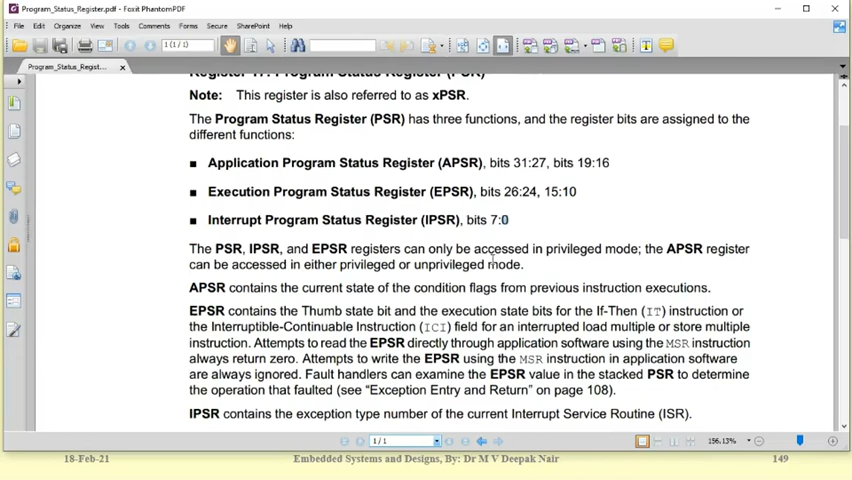 Program_Status_Register.pdf - Foxit PhantomPDF
File Edit Organize View Tools Comments Forms Secure SharePoint Help
1 (1 / 1)
Program_Status_Regist...
Register 17: Program Status Register (PSR)
Note: This register is also referred to as xPSR.
The Program Status Register (PSR) has three functions, and the register bits are assigned to the
different functions:
■ Application Program Status Register (APSR), bits 31:27, bits 19:16
■ Execution Program Status Register (EPSR), bits 26:24, 15:10
■ Interrupt Program Status Register (IPSR), bits 7:0
The PSR, IPSR, and EPSR registers can only be accessed in privileged mode; the APSR register
can be accessed in either privileged or unprivileged mode.
APSR contains the current state of the condition flags from previous instruction executions.
EPSR contains the Thumb state bit and the execution state bits for the If-Then (IT) instruction or
the Interruptible-Continuable Instruction (ICI) field for an interrupted load multiple or store multiple
instruction. Attempts to read the EPSR directly through application software using the MSR instruction
always return zero. Attempts to write the EPSR using the MSR instruction in application software
are always ignored. Fault handlers can examine the EPSR value in the stacked PSR to determine
the operation that faulted (see "Exception Entry and Return" on page 108).
IPSR contains the exception type number of the current Interrupt Service Routine (ISR).
1 / 1
156.13%
18-Feb-21 Embedded Systems and Designs, By: Dr M V Deepak Nair 149